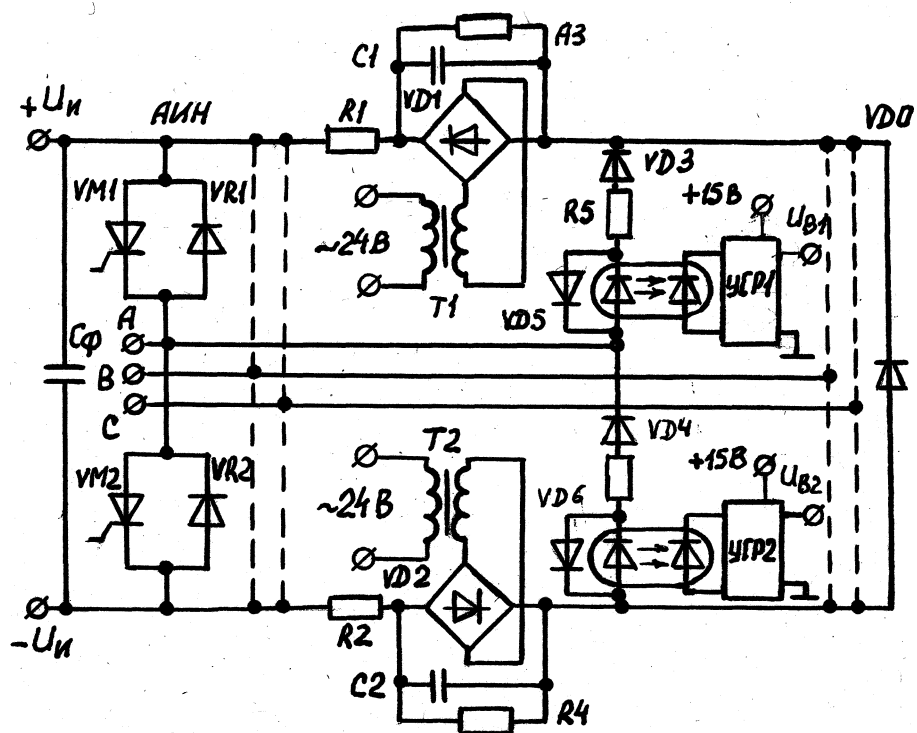 C1
A3
VD1
+Uи
АИН
R1
VD0
VM1
VR1
VD3
+15В
R5
UВ1
~24В
УГР1
T1
VD5
A
Cф
B
C
T2
VD4
VM2
VR2
+15В
UВ2
~24В
VD6
УГР2
VD2
-Uи
R2
C2
R4